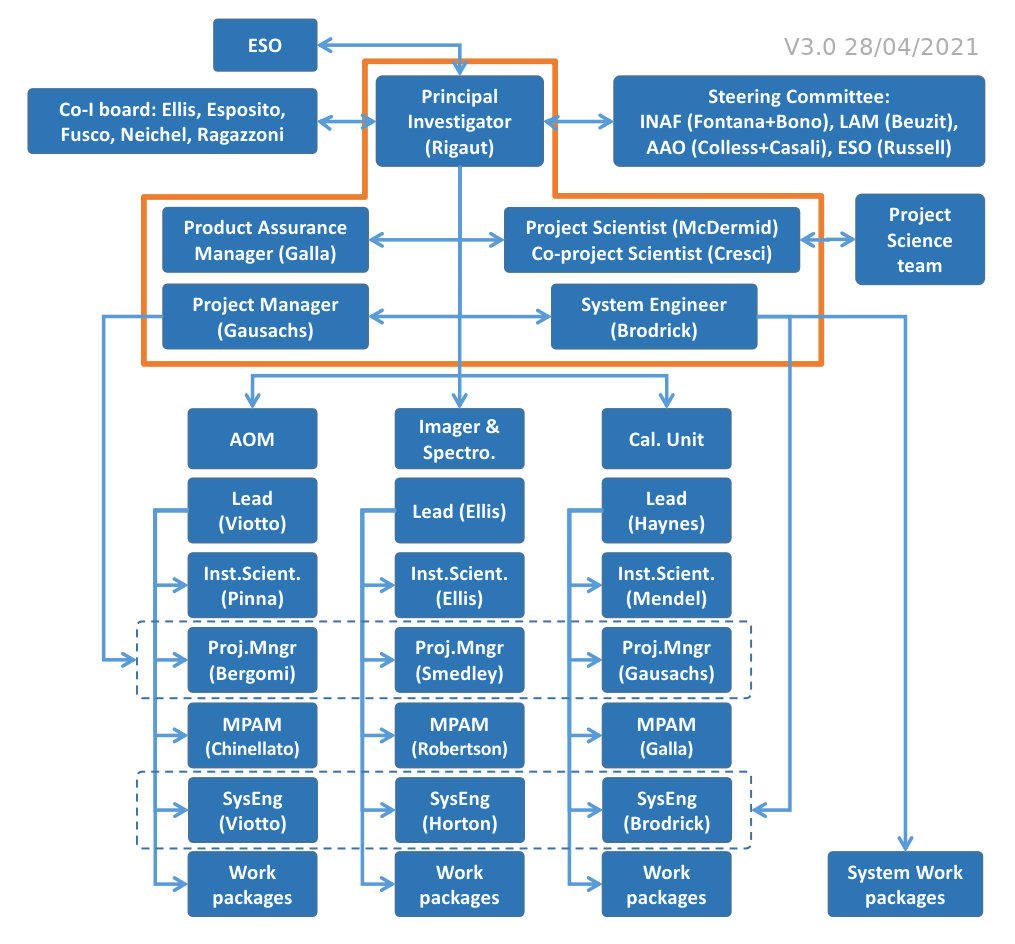 ESO
V3.0 28/04/2021
Co-I board: Ellis, Esposito,
Fusco, Neichel, Ragazzoni
Principal
Investigator
(Rigaut)
Steering Committee:
INAF (Fontana+Bono), LAM (Beuzit),
AAO (Colless+Casali), ESO (Russell)
Product Assurance
Manager (Galla)
Project Scientist (McDermid)
Co-project Scientist (Cresci)
Project
Science
team
Project Manager
(Gausachs)
System Engineer
(Brodrick)
AOM
Imager &
Spectro.
Cal. Unit
Lead
(Viotto)
Lead (Ellis)
Lead
(Haynes)
Inst.Scient.
(Pinna)
Inst.Scient.
(Ellis)
Inst.Scient.
(Mendel)
Proj.Mngr
(Bergomi)
Proj.Mngr
(Smedley)
Proj.Mngr
(Gausachs)
MPAM
(Chinellato)
MPAM
(Robertson)
MPAM
(Galla)
SysEng
(Viotto)
SysEng
(Horton)
SysEng
(Brodrick)
Work
packages
Work
packages
Work
packages
System Work
packages